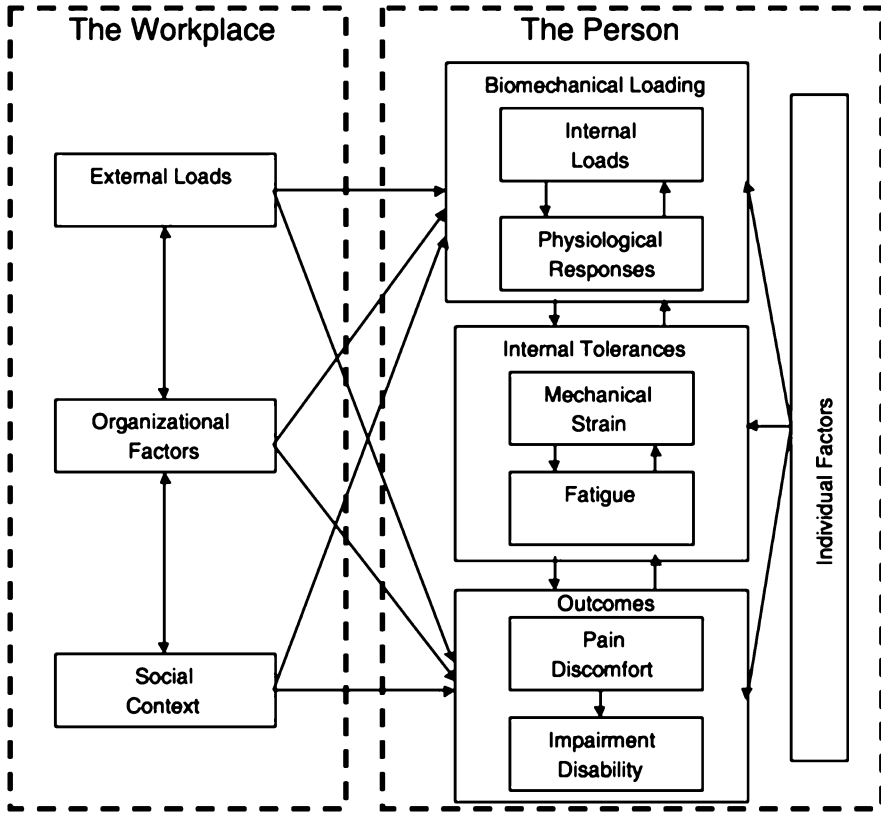 The Workplace
External Loads
Organizational
Factors
Social
Context
The Person
Biomechanical Loading
Internal
Loads
Physiological
Responses
Internal Tolerances
Mechanical
Strain
Fatigue
Outcomes
Pain
Discomfort
Impairment
Disability
Individual Factors